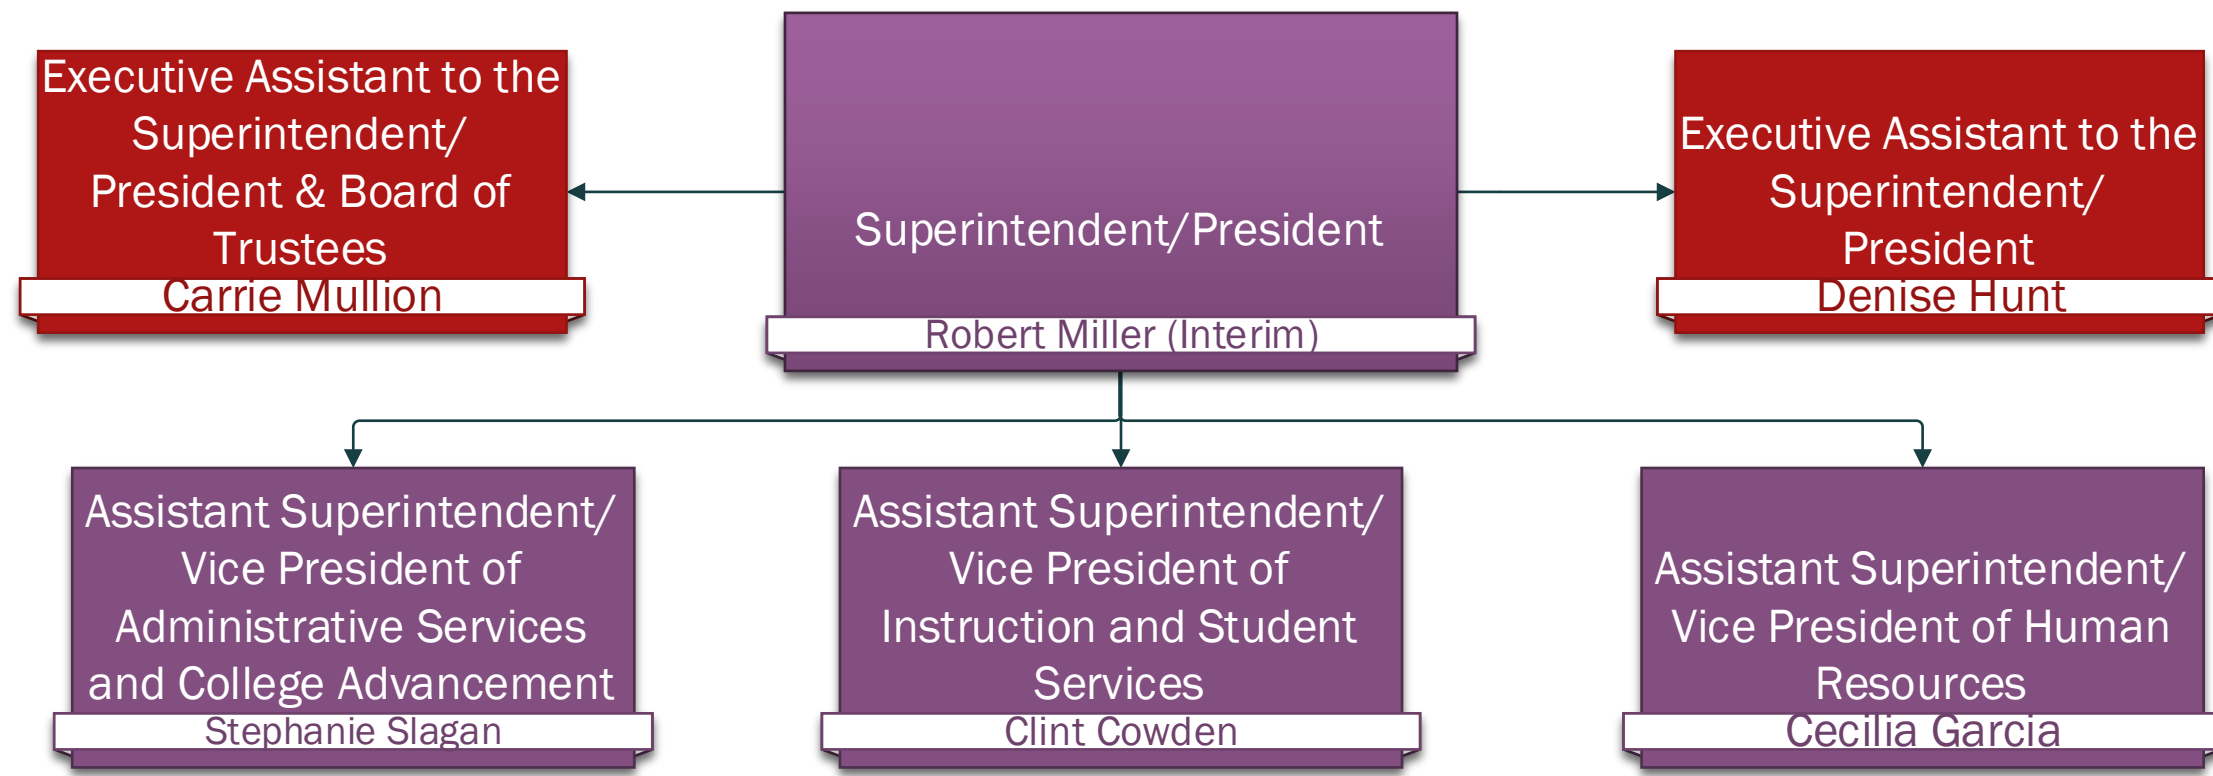 Executive Assistant to the
Superintendent/
President & Board of
Trustees
Carrie Mullion
Superintendent/President
Robert Miller (Interim)
Executive Assistant to the
Superintendent/
President
Denise Hunt
Assistant Superintendent/
Vice President of
Administrative Services
and College Advancement
Stephanie Slagan
Assistant Superintendent/
Vice President of
Instruction and Student
Services
Clint Cowden
Assistant Superintendent/
Vice President of Human
Resources
Cecilia Garcia